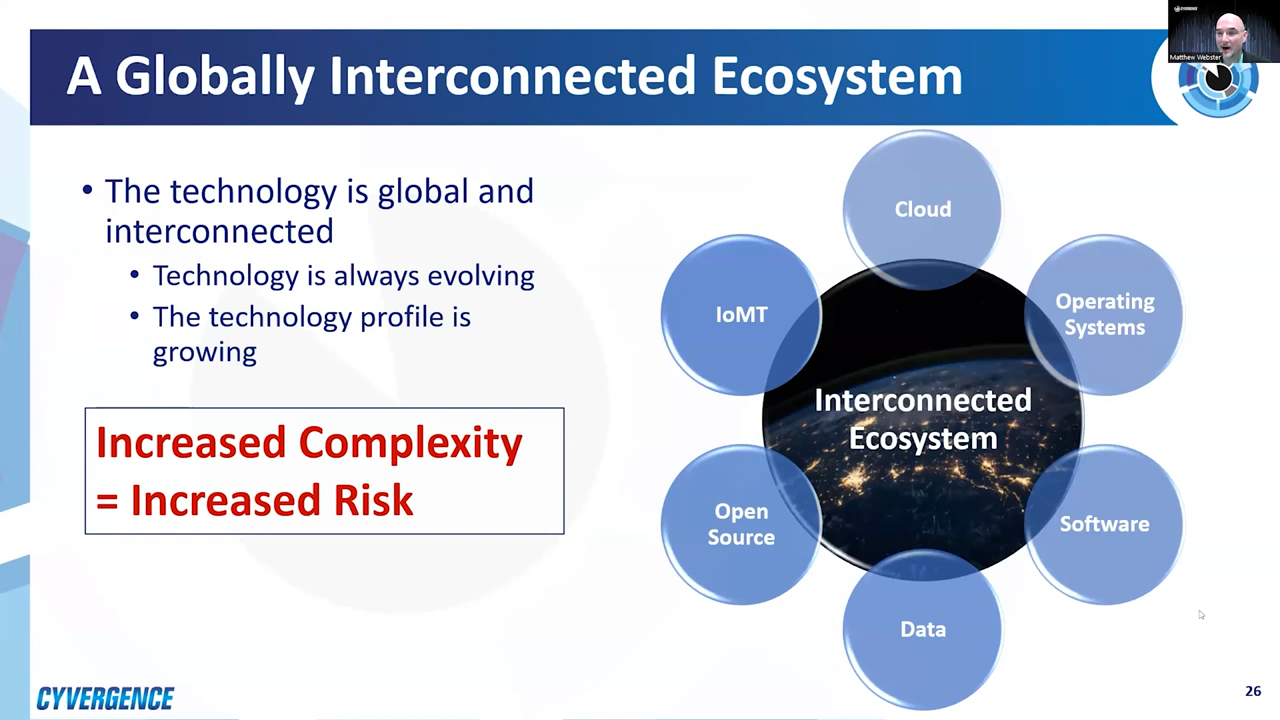 CYVERGENCE
Matthew Webster
A Globally Interconnected Ecosystem
• The technology is global and
interconnected
• Technology is always evolving
• The technology profile is
growing
Increased Complexity
= Increased Risk
Cloud
Operating
Systems
Software
Data
Open
Source
IoMT
Interconnected
Ecosystem
CYVERGENCE
26